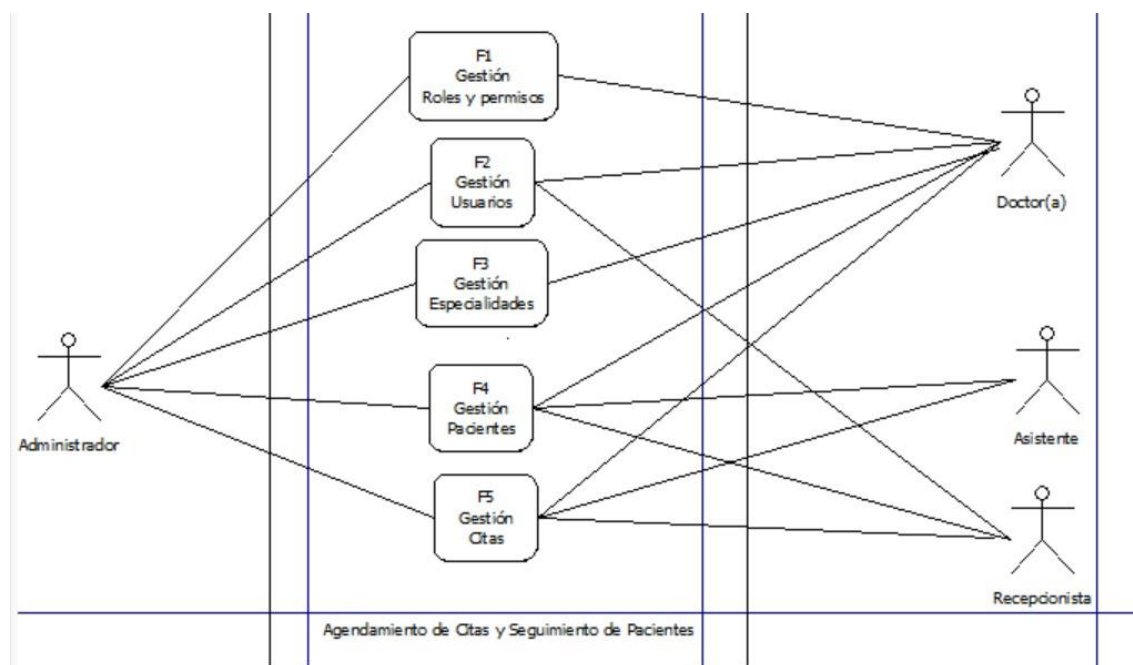 F1
Gestión
Roles y permisos
F2
Gestión
Usuarios
F3
Gestión
Especialidades
F4
Gestión
Pacientes
F5
Gestión
Citas
Administrador
Doctor(a)
Asistente
Recepcionista
Agendamiento de Citas y Seguimiento de Pacientes